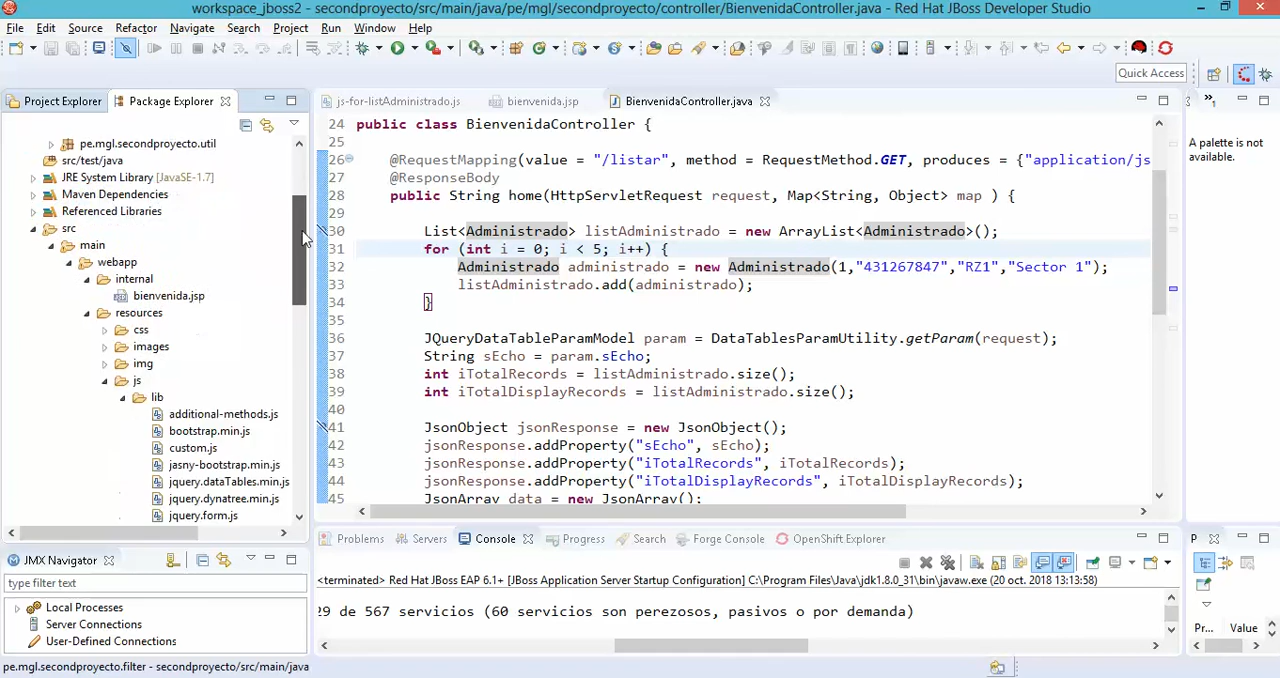 workspace_jboss2 - secondproyecto/src/main/java/pe/mgl/secondproyecto/controller/BienvenidaController.java - Red Hat JBoss Developer Studio
File Edit Source Refactor Navigate Search Project Run Window Help
Quick Access
Project Explorer Package Explorer
pe.mgl.secondproyecto.util
src/test/java
JRE System Library [JavaSE-1.7]
Maven Dependencies
Referenced Libraries
src
main
webapp
internal
bienvenida.jsp
resources
css
images
img
js
lib
additional-methods.js
bootstrap.min.js
custom.js
jasny-bootstrap.min.js
jquery.dataTables.min.js
jquery.dynatree.min.js
jquery.form.js
js-for-listAdministrado.js bienvenida.jsp BienvenidaController.java
24 public class BienvenidaController {
25
26 @RequestMapping(value = "/listar", method = RequestMethod.GET, produces = {"application/js
27 @ResponseBody
28 public String home(HttpServletRequest request, Map<String, Object> map ) {
29
30 List<Administrado> listAdministrado = new ArrayList<Administrado>();
31 for (int i = 0; i < 5; i++) {
32 Administrado administrado = new Administrado(1,"431267847","RZ1","Sector 1");
33 listAdministrado.add(administrado);
34 }
35
36 JQueryDataTableParamModel param = DataTablesParamUtility.getParam(request);
37 String sEcho = param.sEcho;
38 int iTotalRecords = listAdministrado.size();
39 int iTotalDisplayRecords = listAdministrado.size();
40
41 JsonObject jsonResponse = new JsonObject();
42 jsonResponse.addProperty("sEcho", sEcho);
43 jsonResponse.addProperty("iTotalRecords", iTotalRecords);
44 jsonResponse.addProperty("iTotalDisplayRecords", iTotalDisplayRecords);
45 JsonArray data = new JsonArray();
A palette is not
available.
JMX Navigator
type filter text
Local Processes
Server Connections
User-Defined Connections
Problems Servers Console Progress Search Forge Console OpenShift Explorer
<terminated> Red Hat JBoss EAP 6.1+ [JBoss Application Server Startup Configuration] C:\Program Files\Java\jdk1.8.0_31\bin\javaw.exe (20 oct. 2018 13:13:58)
29 de 567 servicios (60 servicios son perezosos, pasivos o por demanda)
P
Pr... Value
pe.mgl.secondproyecto.filter - secondproyecto/src/main/java